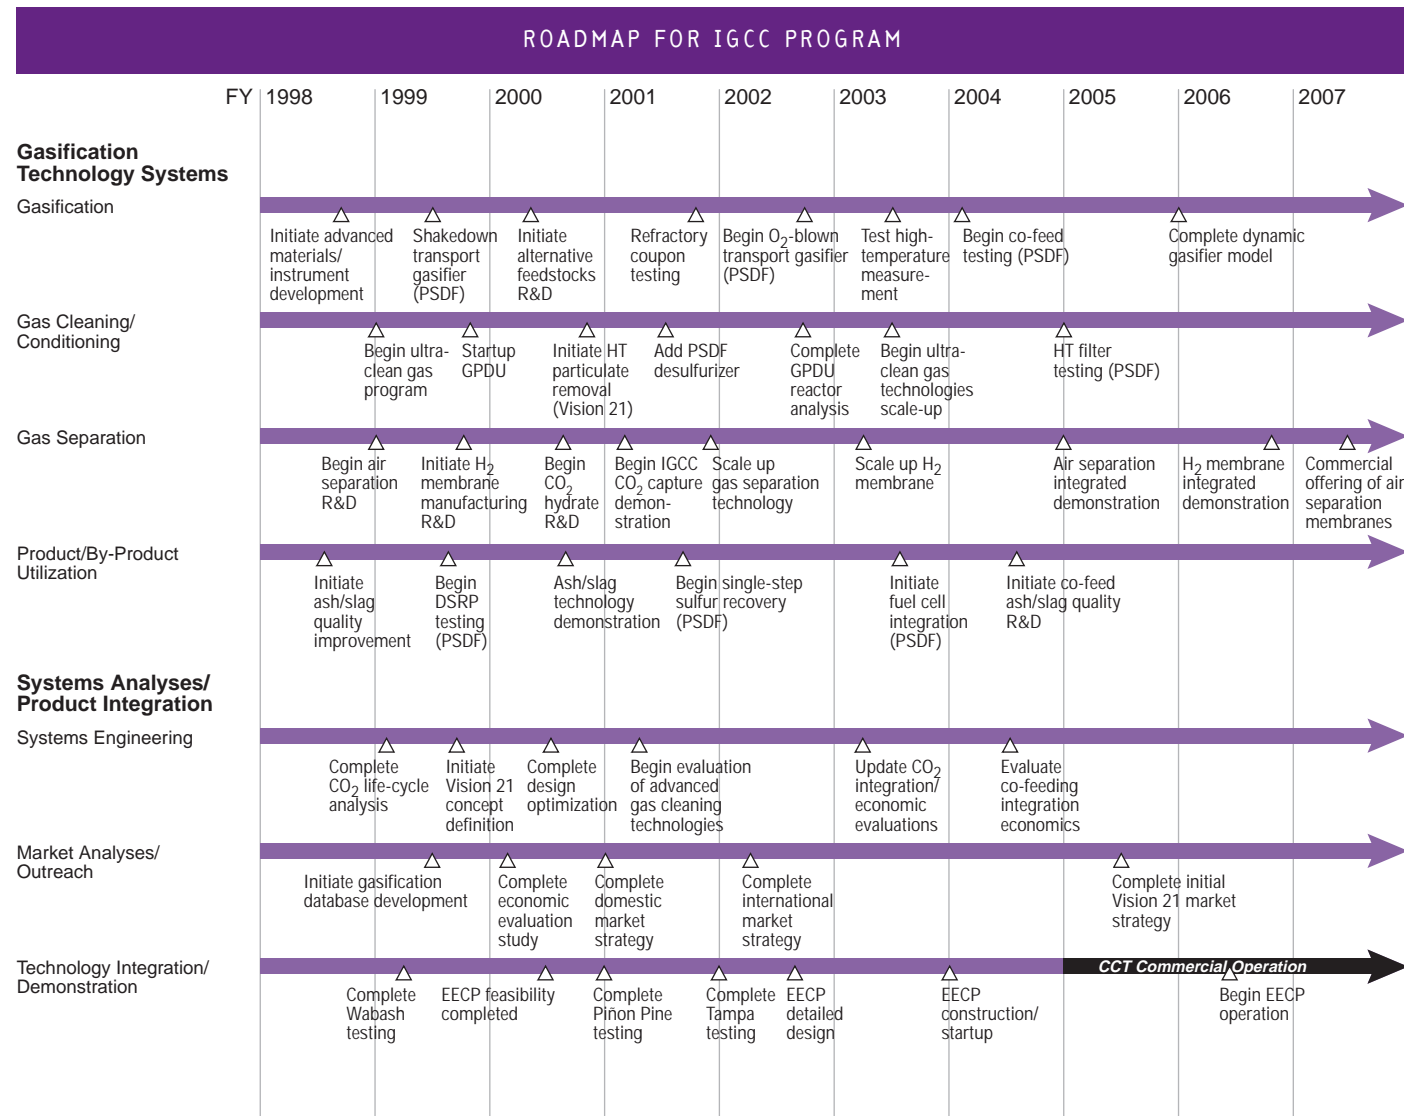 ROADMAP FOR IGCC PROGRAM
FY 1998 1999 2000 2001 2002 2003 2004 2005 2006 2007
Gasification
Technology Systems
Gasification
Initiate advanced
materials/
instrument
development
Shakedown
transport
gasifier
(PSDF)
Initiate
alternative
feedstocks
R&D
Refractory
coupon
testing
Begin O2-blown
transport gasifier
(PSDF)
Test high-
temperature
measure-
ment
Begin co-feed
testing (PSDF)
Complete dynamic
gasifier model
Gas Cleaning/
Conditioning
Begin ultra-
clean gas
program
Startup
GPDU
Initiate HT
particulate
removal
(Vision 21)
Add PSDF
desulfurizer
Complete
GPDU
reactor
analysis
Begin ultra-
clean gas
technologies
scale-up
HT filter
testing (PSDF)
Gas Separation
Begin air
separation
R&D
Initiate H2
membrane
manufacturing
R&D
Begin
CO2
hydrate
R&D
Begin IGCC
CO2 capture
demon-
stration
Scale up
gas separation
technology
Scale up H2
membrane
Air separation
integrated
demonstration
H2 membrane
integrated
demonstration
Commercial
offering of air
separation
membranes
Product/By-Product
Utilization
Initiate
ash/slag
quality
improvement
Begin
DSRP
testing
(PSDF)
Ash/slag
technology
demonstration
Begin single-step
sulfur recovery
(PSDF)
Initiate
fuel cell
integration
(PSDF)
Initiate co-feed
ash/slag quality
R&D
Systems Analyses/
Product Integration
Systems Engineering
Complete
CO2 life-cycle
analysis
Initiate
Vision 21
concept
definition
Complete
design
optimization
Begin evaluation
of advanced
gas cleaning
technologies
Update CO2
integration/
economic
evaluations
Evaluate
co-feeding
integration
economics
Market Analyses/
Outreach
Initiate gasification
database development
Complete
economic
evaluation
study
Complete
domestic
market
strategy
Complete
international
market
strategy
Complete initial
Vision 21 market
strategy
Technology Integration/
Demonstration
CCT Commercial Operation
Complete
Wabash
testing
EECP feasibility
completed
Complete
Piñon Pine
testing
Complete
Tampa
testing
EECP
detailed
design
EECP
construction/
startup
Begin EECP
operation